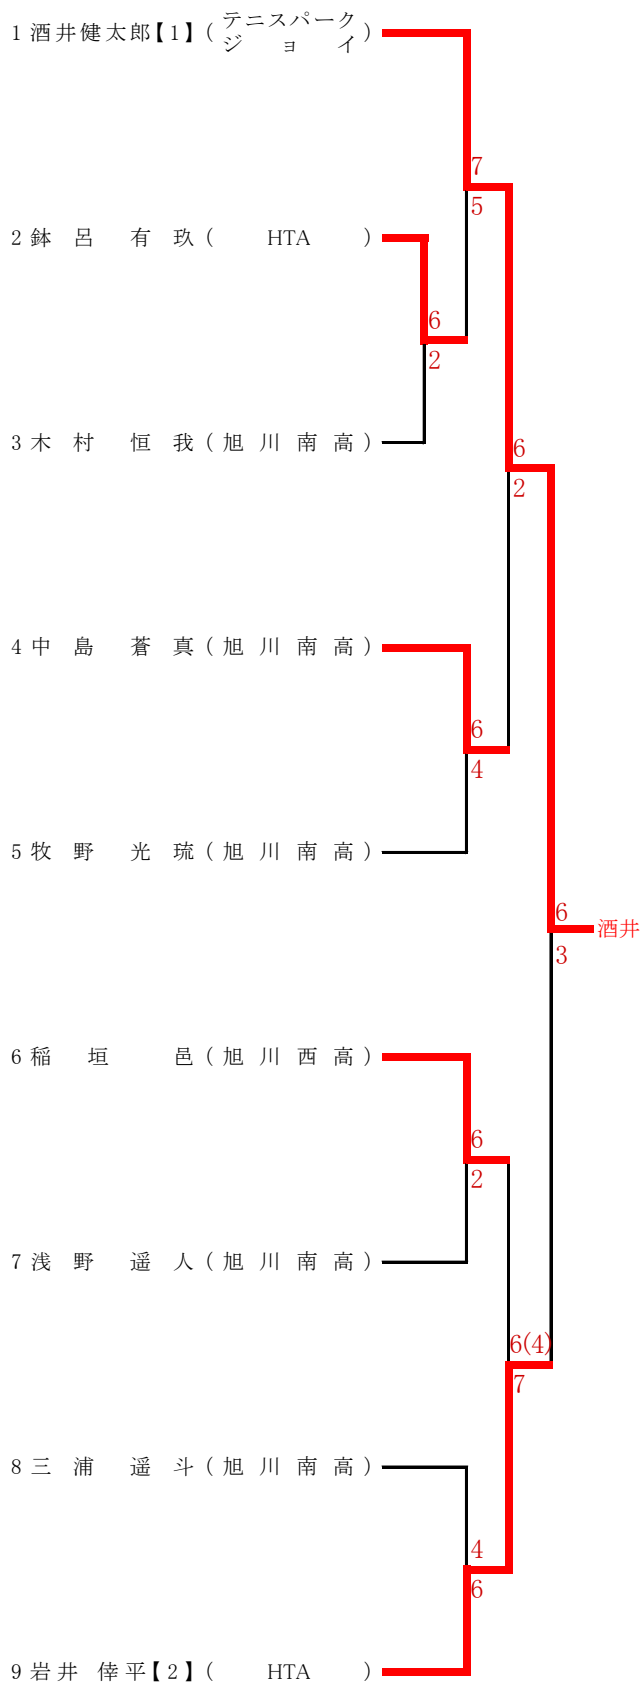 1 酒井健太郎【1】(テニスパークジョイ)
7
5
2 鉢呂 有玖( HTA )
6
2
3 木村 恒我(旭川南高)
6
2
4 中島 蒼真(旭川南高)
6
4
5 牧野 光琉(旭川南高)
6
酒井
3
6 稲垣 邑(旭川西高)
6
2
7 浅野 遥人(旭川南高)
6(4)
7
8 三浦 遥斗(旭川南高)
4
6
9 岩井 倖平【2】( HTA )